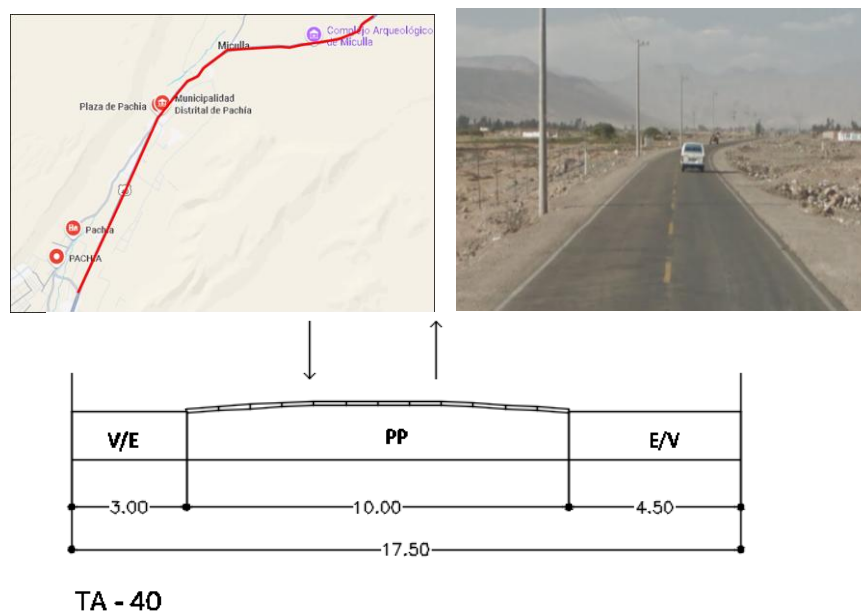 Complejo Arqueológico
de Miculla
Miculla
Plaza de Pachia
Municipalidad
Distrital de Pachía
Pachía
PACHÍA
V/E
PP
E/V
3.00
10.00
4.50
17.50
TA - 40